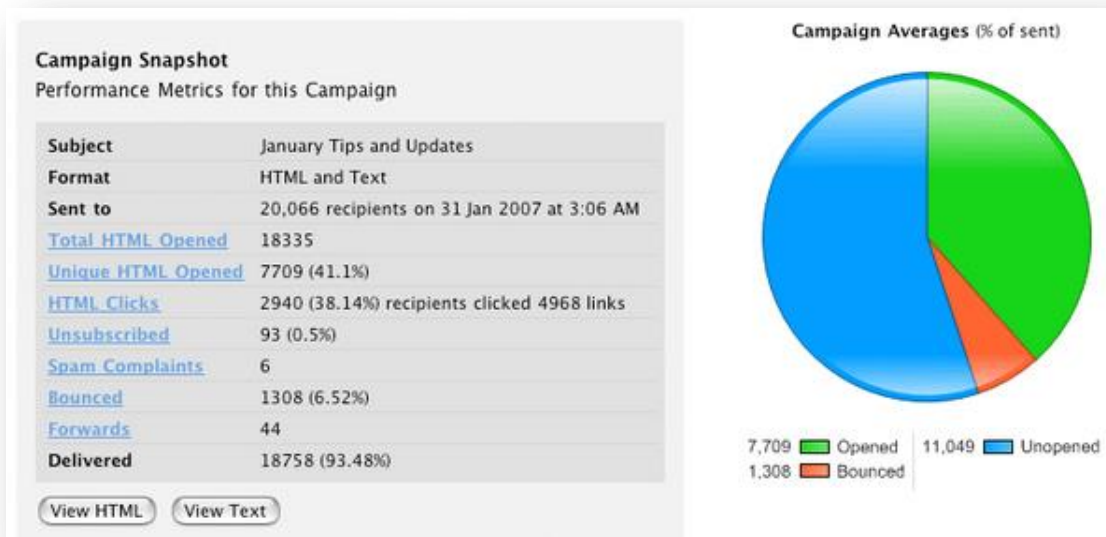 Campaign Snapshot
Performance Metrics for this Campaign
Subject January Tips and Updates
Format HTML and Text
Sent to 20,066 recipients on 31 Jan 2007 at 3:06 AM
Total HTML Opened 18335
Unique HTML Opened 7709 (41.1%)
HTML Clicks 2940 (38.14%) recipients clicked 4968 links
Unsubscribed 93 (0.5%)
Spam Complaints 6
Bounced 1308 (6.52%)
Forwards 44
Delivered 18758 (93.48%)
View HTML View Text
Campaign Averages (% of sent)
7,709 Opened 11,049 Unopened
1,308 Bounced